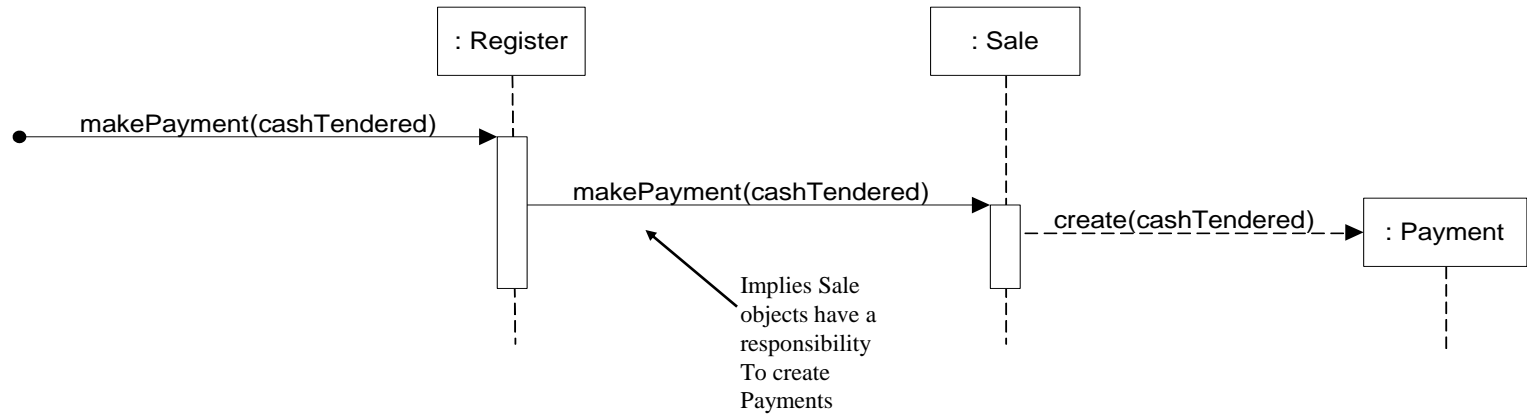 : Register
: Sale
makePayment(cashTendered)
makePayment(cashTendered)
create(cashTendered)
: Payment
Implies Sale
objects have a
responsibility
To create
Payments